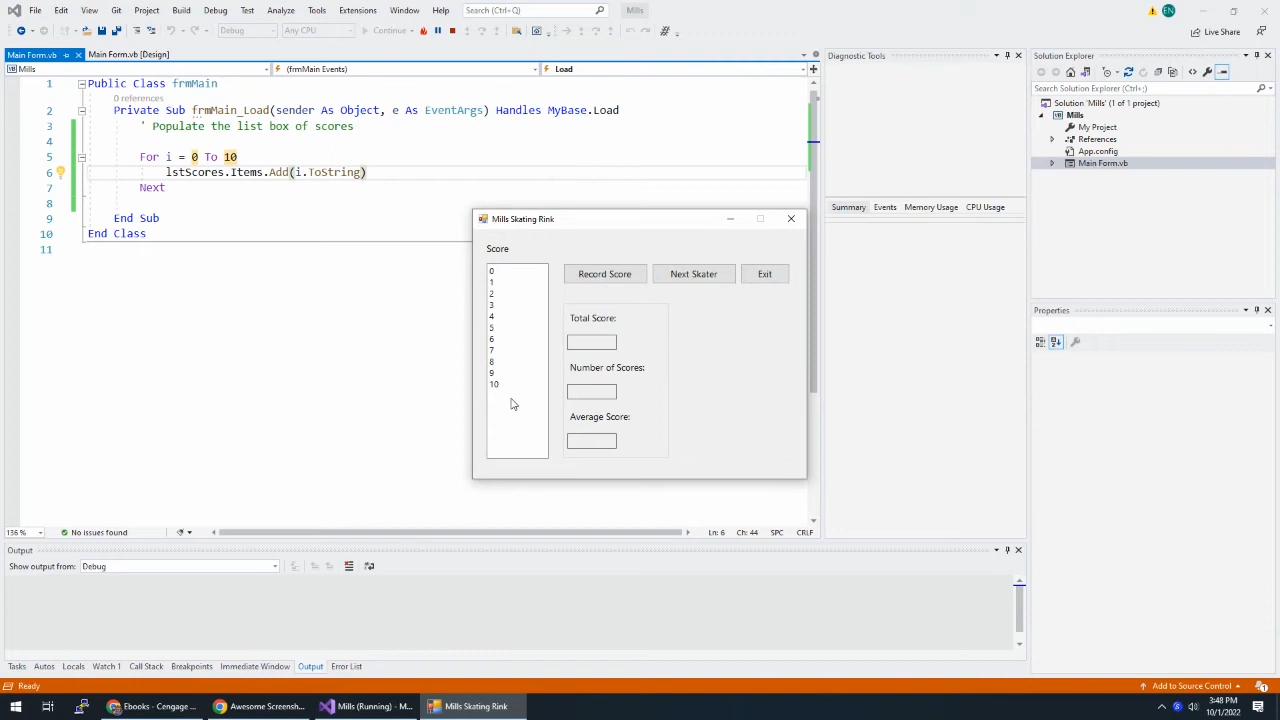 File Edit View Project Build Debug Test Analyze Tools Extensions Window Help Search (Ctrl+Q) Mills EN
Debug Any CPU Continue Live Share
Main Form.vb Main Form.vb [Design]
Mills (frmMain Events) Load
1 Public Class frmMain
0 references
2 Private Sub frmMain_Load(sender As Object, e As EventArgs) Handles MyBase.Load
3 ' Populate the list box of scores
4
5 For i = 0 To 10
6 lstScores.Items.Add(i.ToString)
7 Next
8
9 End Sub
10 End Class
11
136 % No issues found Ln: 6 Ch: 44 SPC CRLF
Mills Skating Rink
Score
0
1
2
3
4
5
6
7
8
9
10
Record Score Next Skater Exit
Total Score:
Number of Scores:
Average Score:
Diagnostic Tools
Summary Events Memory Usage CPU Usage
Solution Explorer
Search Solution Explorer (Ctrl+;)
Solution 'Mills' (1 of 1 project)
Mills
My Project
References
App.config
Main Form.vb
Properties
Output
Show output from: Debug
Tasks Autos Locals Watch 1 Call Stack Breakpoints Immediate Window Output Error List
Ready Add to Source Control 1
Ebooks - Cengage ... Awesome Screensh... Mills (Running) - M... Mills Skating Rink
3:48 PM
10/1/2022